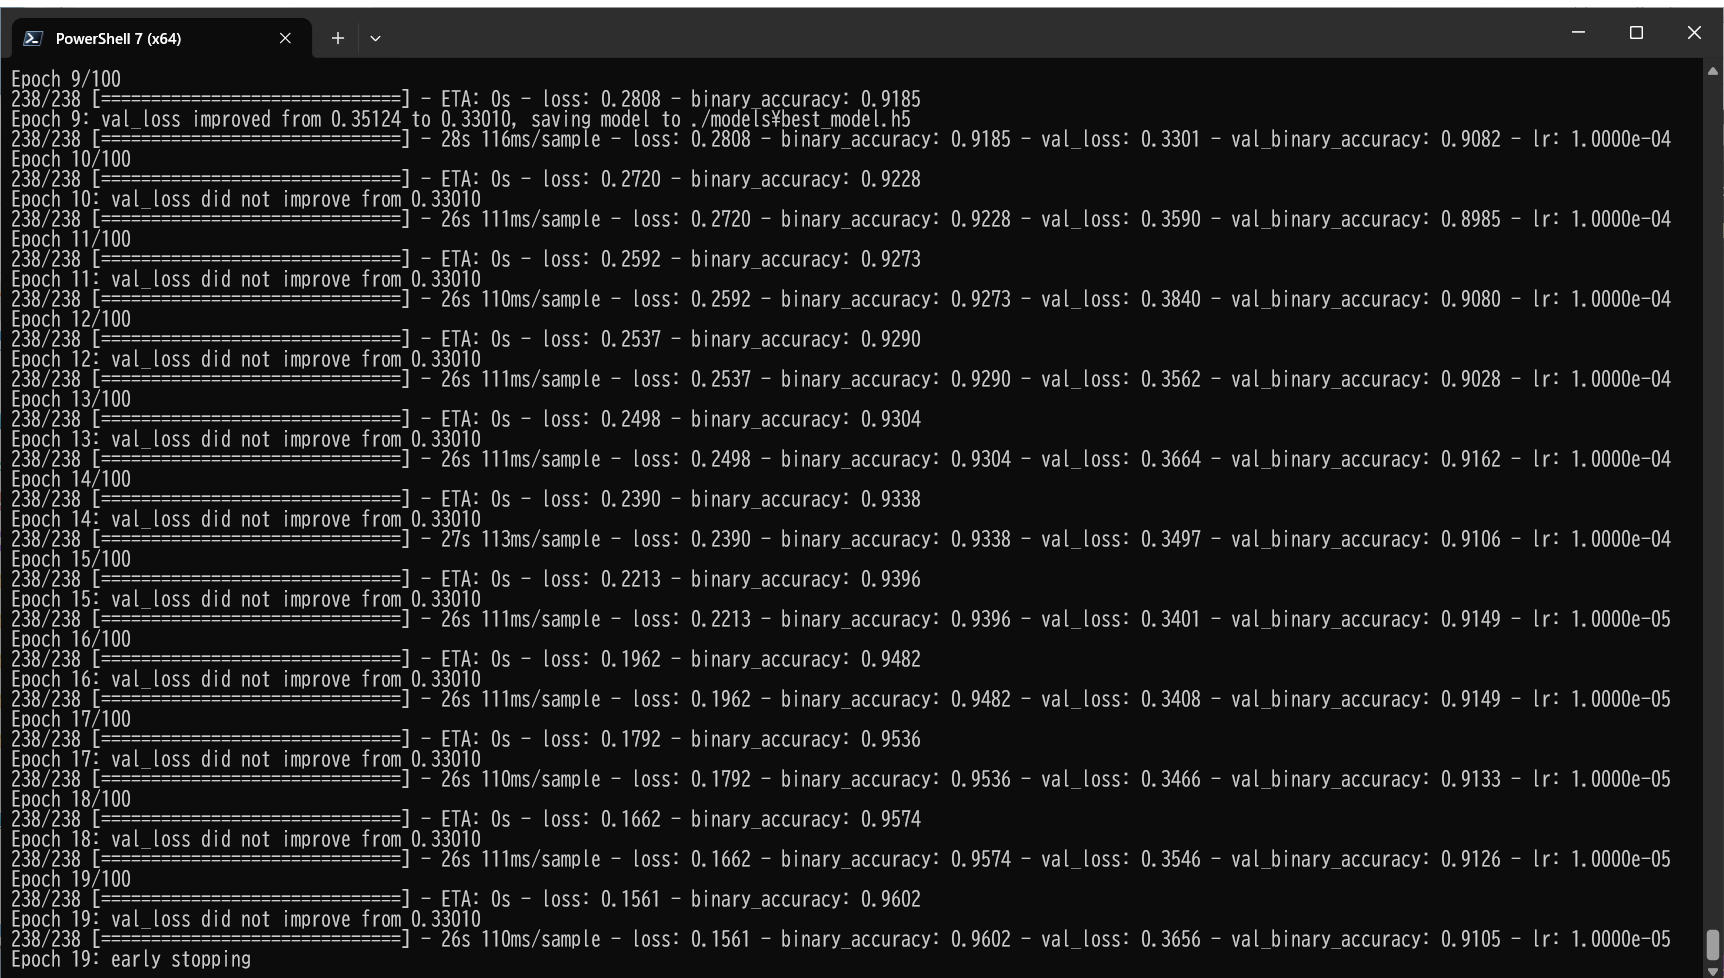 PowerShell 7 (x64)
Epoch 9/100
238/238 [==============================] - ETA: 0s - loss: 0.2808 - binary_accuracy: 0.9185
Epoch 9: val_loss improved from 0.35124 to 0.33010, saving model to ./models¥best_model.h5
238/238 [==============================] - 28s 116ms/sample - loss: 0.2808 - binary_accuracy: 0.9185 - val_loss: 0.3301 - val_binary_accuracy: 0.9082 - lr: 1.0000e-04
Epoch 10/100
238/238 [==============================] - ETA: 0s - loss: 0.2720 - binary_accuracy: 0.9228
Epoch 10: val_loss did not improve from 0.33010
238/238 [==============================] - 26s 111ms/sample - loss: 0.2720 - binary_accuracy: 0.9228 - val_loss: 0.3590 - val_binary_accuracy: 0.8985 - lr: 1.0000e-04
Epoch 11/100
238/238 [==============================] - ETA: 0s - loss: 0.2592 - binary_accuracy: 0.9273
Epoch 11: val_loss did not improve from 0.33010
238/238 [==============================] - 26s 110ms/sample - loss: 0.2592 - binary_accuracy: 0.9273 - val_loss: 0.3840 - val_binary_accuracy: 0.9080 - lr: 1.0000e-04
Epoch 12/100
238/238 [==============================] - ETA: 0s - loss: 0.2537 - binary_accuracy: 0.9290
Epoch 12: val_loss did not improve from 0.33010
238/238 [==============================] - 26s 111ms/sample - loss: 0.2537 - binary_accuracy: 0.9290 - val_loss: 0.3562 - val_binary_accuracy: 0.9028 - lr: 1.0000e-04
Epoch 13/100
238/238 [==============================] - ETA: 0s - loss: 0.2498 - binary_accuracy: 0.9304
Epoch 13: val_loss did not improve from 0.33010
238/238 [==============================] - 26s 111ms/sample - loss: 0.2498 - binary_accuracy: 0.9304 - val_loss: 0.3664 - val_binary_accuracy: 0.9162 - lr: 1.0000e-04
Epoch 14/100
238/238 [==============================] - ETA: 0s - loss: 0.2390 - binary_accuracy: 0.9338
Epoch 14: val_loss did not improve from 0.33010
238/238 [==============================] - 27s 113ms/sample - loss: 0.2390 - binary_accuracy: 0.9338 - val_loss: 0.3497 - val_binary_accuracy: 0.9106 - lr: 1.0000e-04
Epoch 15/100
238/238 [==============================] - ETA: 0s - loss: 0.2213 - binary_accuracy: 0.9396
Epoch 15: val_loss did not improve from 0.33010
238/238 [==============================] - 26s 111ms/sample - loss: 0.2213 - binary_accuracy: 0.9396 - val_loss: 0.3401 - val_binary_accuracy: 0.9149 - lr: 1.0000e-05
Epoch 16/100
238/238 [==============================] - ETA: 0s - loss: 0.1962 - binary_accuracy: 0.9482
Epoch 16: val_loss did not improve from 0.33010
238/238 [==============================] - 26s 111ms/sample - loss: 0.1962 - binary_accuracy: 0.9482 - val_loss: 0.3408 - val_binary_accuracy: 0.9149 - lr: 1.0000e-05
Epoch 17/100
238/238 [==============================] - ETA: 0s - loss: 0.1792 - binary_accuracy: 0.9536
Epoch 17: val_loss did not improve from 0.33010
238/238 [==============================] - 26s 110ms/sample - loss: 0.1792 - binary_accuracy: 0.9536 - val_loss: 0.3466 - val_binary_accuracy: 0.9133 - lr: 1.0000e-05
Epoch 18/100
238/238 [==============================] - ETA: 0s - loss: 0.1662 - binary_accuracy: 0.9574
Epoch 18: val_loss did not improve from 0.33010
238/238 [==============================] - 26s 111ms/sample - loss: 0.1662 - binary_accuracy: 0.9574 - val_loss: 0.3546 - val_binary_accuracy: 0.9126 - lr: 1.0000e-05
Epoch 19/100
238/238 [==============================] - ETA: 0s - loss: 0.1561 - binary_accuracy: 0.9602
Epoch 19: val_loss did not improve from 0.33010
238/238 [==============================] - 26s 110ms/sample - loss: 0.1561 - binary_accuracy: 0.9602 - val_loss: 0.3656 - val_binary_accuracy: 0.9105 - lr: 1.0000e-05
Epoch 19: early stopping